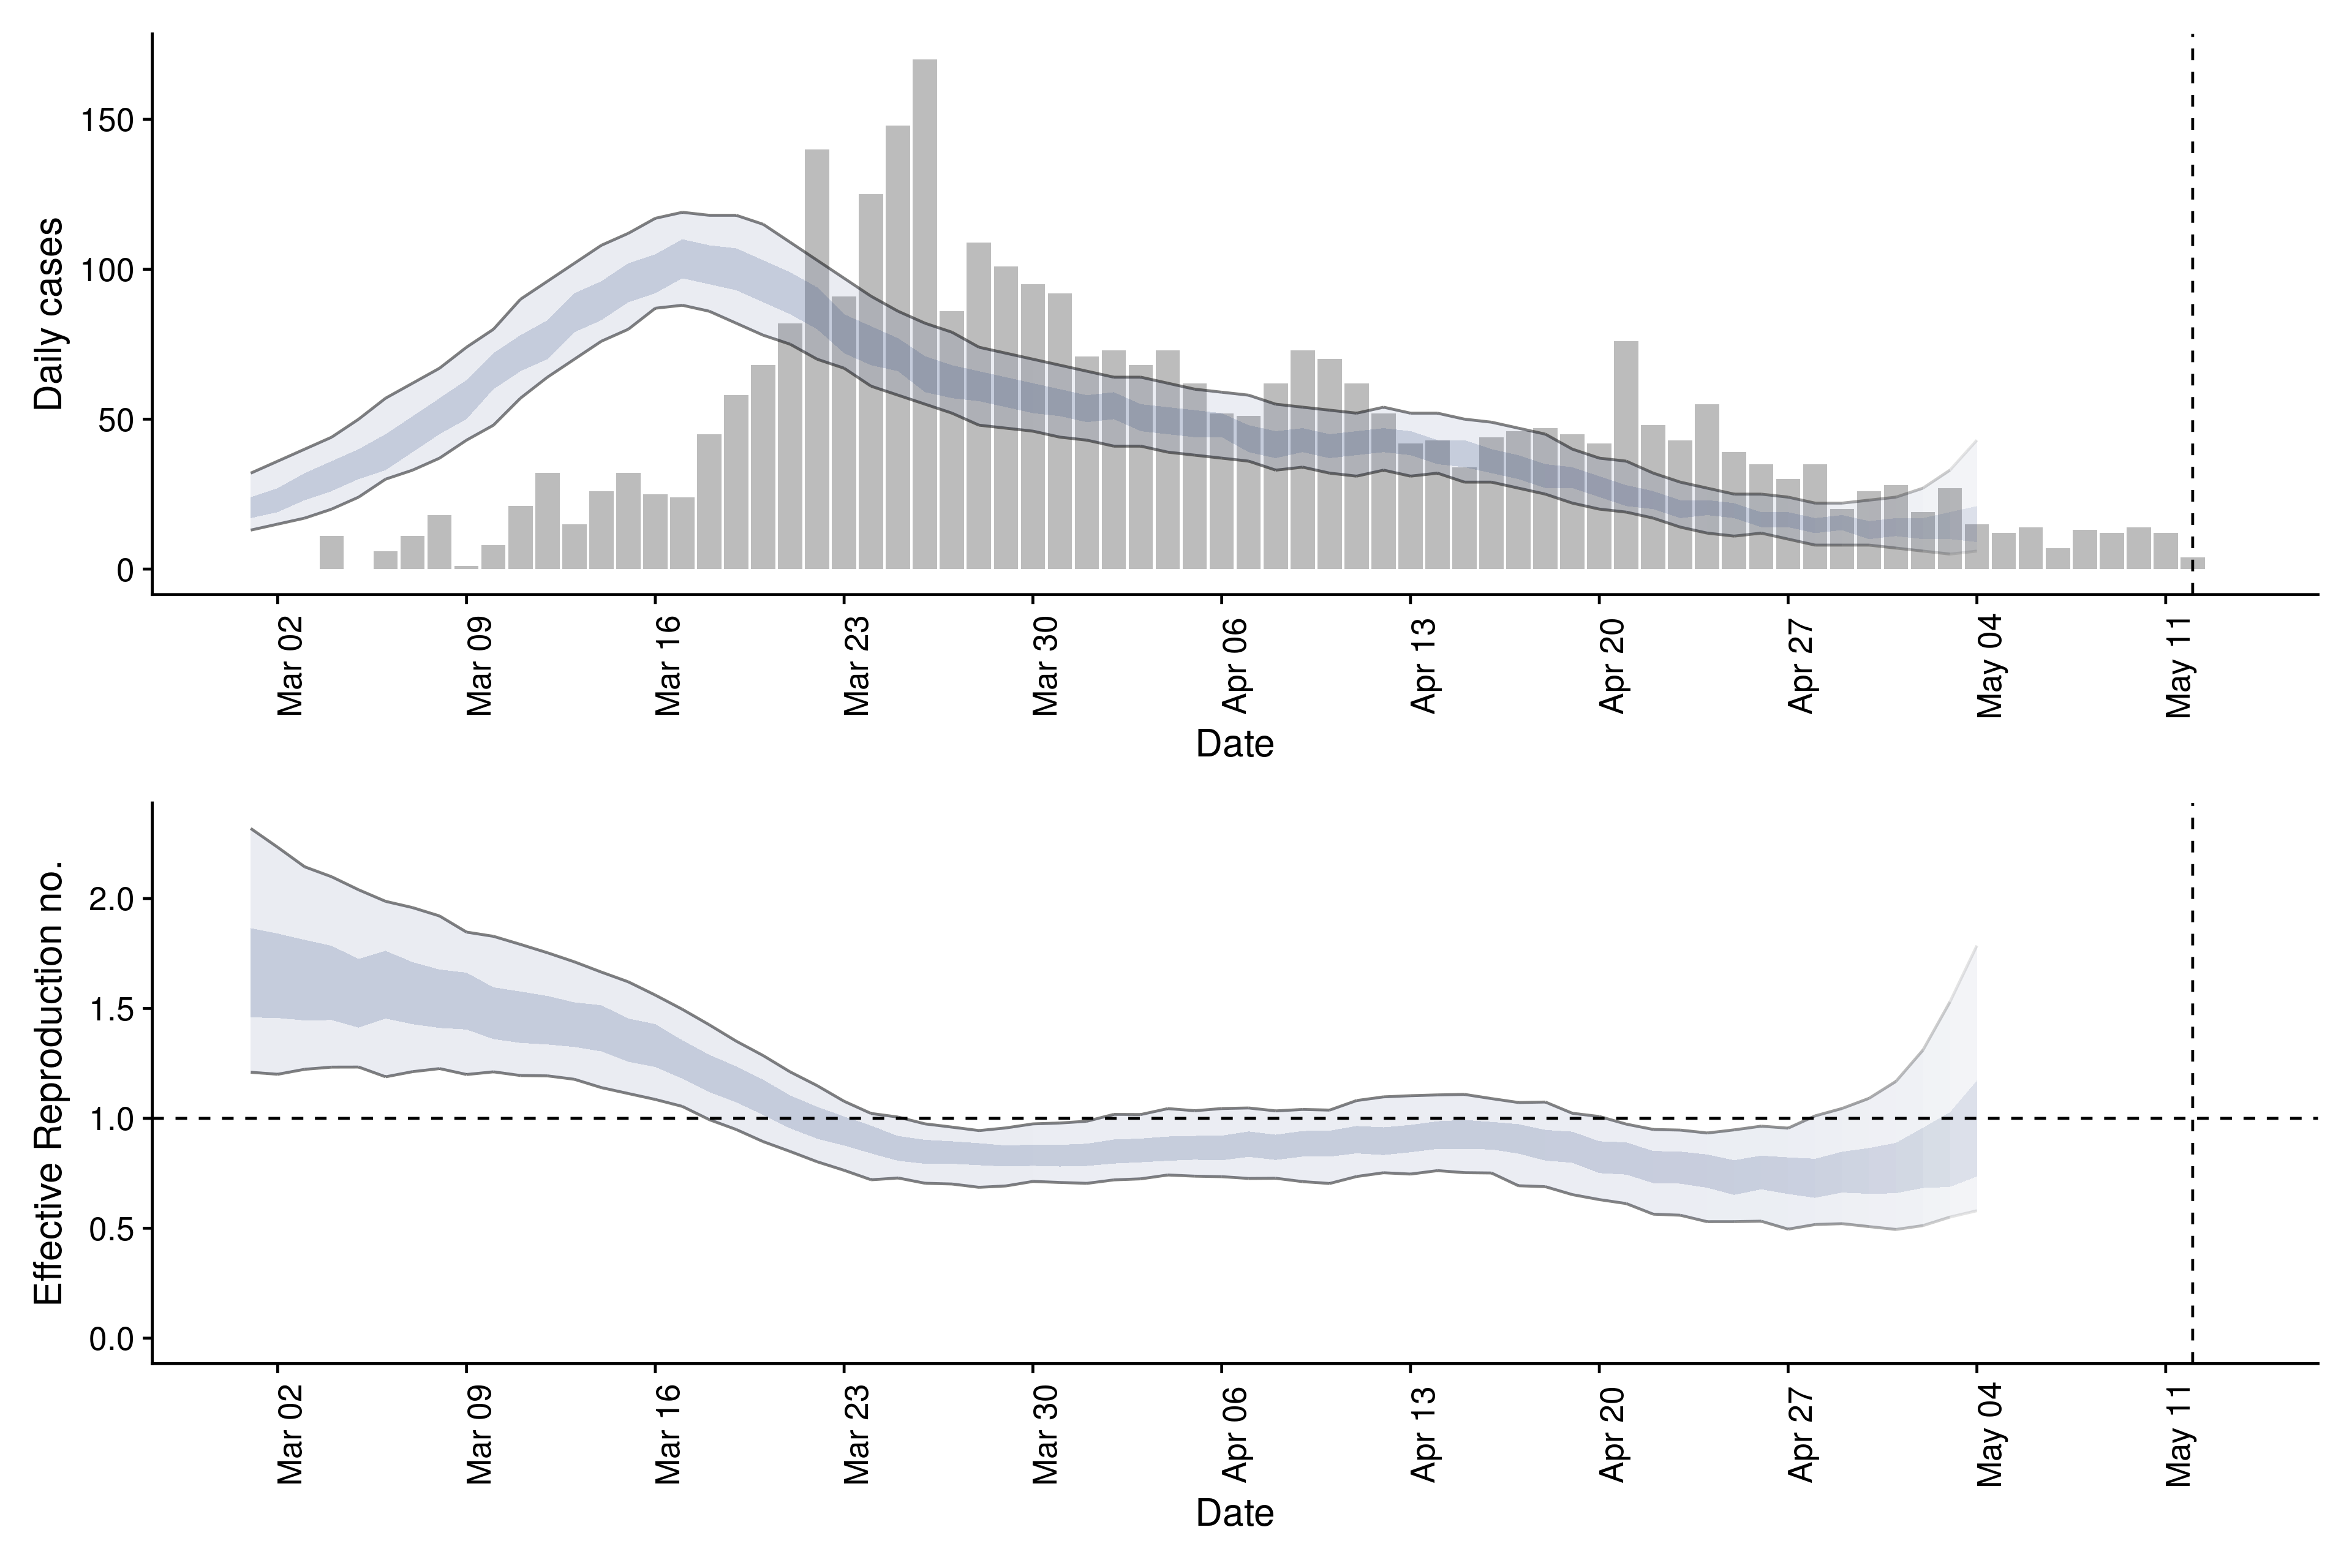 Daily cases
150
100
50
0
Mar 02
Mar 09
Mar 16
Mar 23
Mar 30
Apr 06
Apr 13
Apr 20
Apr 27
May 04
May 11
Date
Effective Reproduction no.
2.0
1.5
1.0
0.5
0.0
Mar 02
Mar 09
Mar 16
Mar 23
Mar 30
Apr 06
Apr 13
Apr 20
Apr 27
May 04
May 11
Date